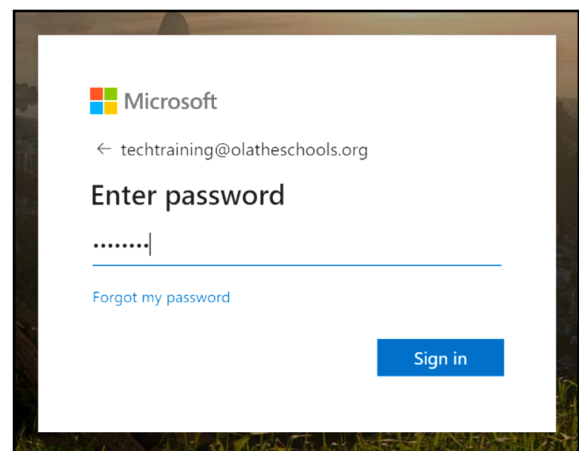 Microsoft
← techtraining@olatheschools.org
Enter password
••••••••
Forgot my password
Sign in